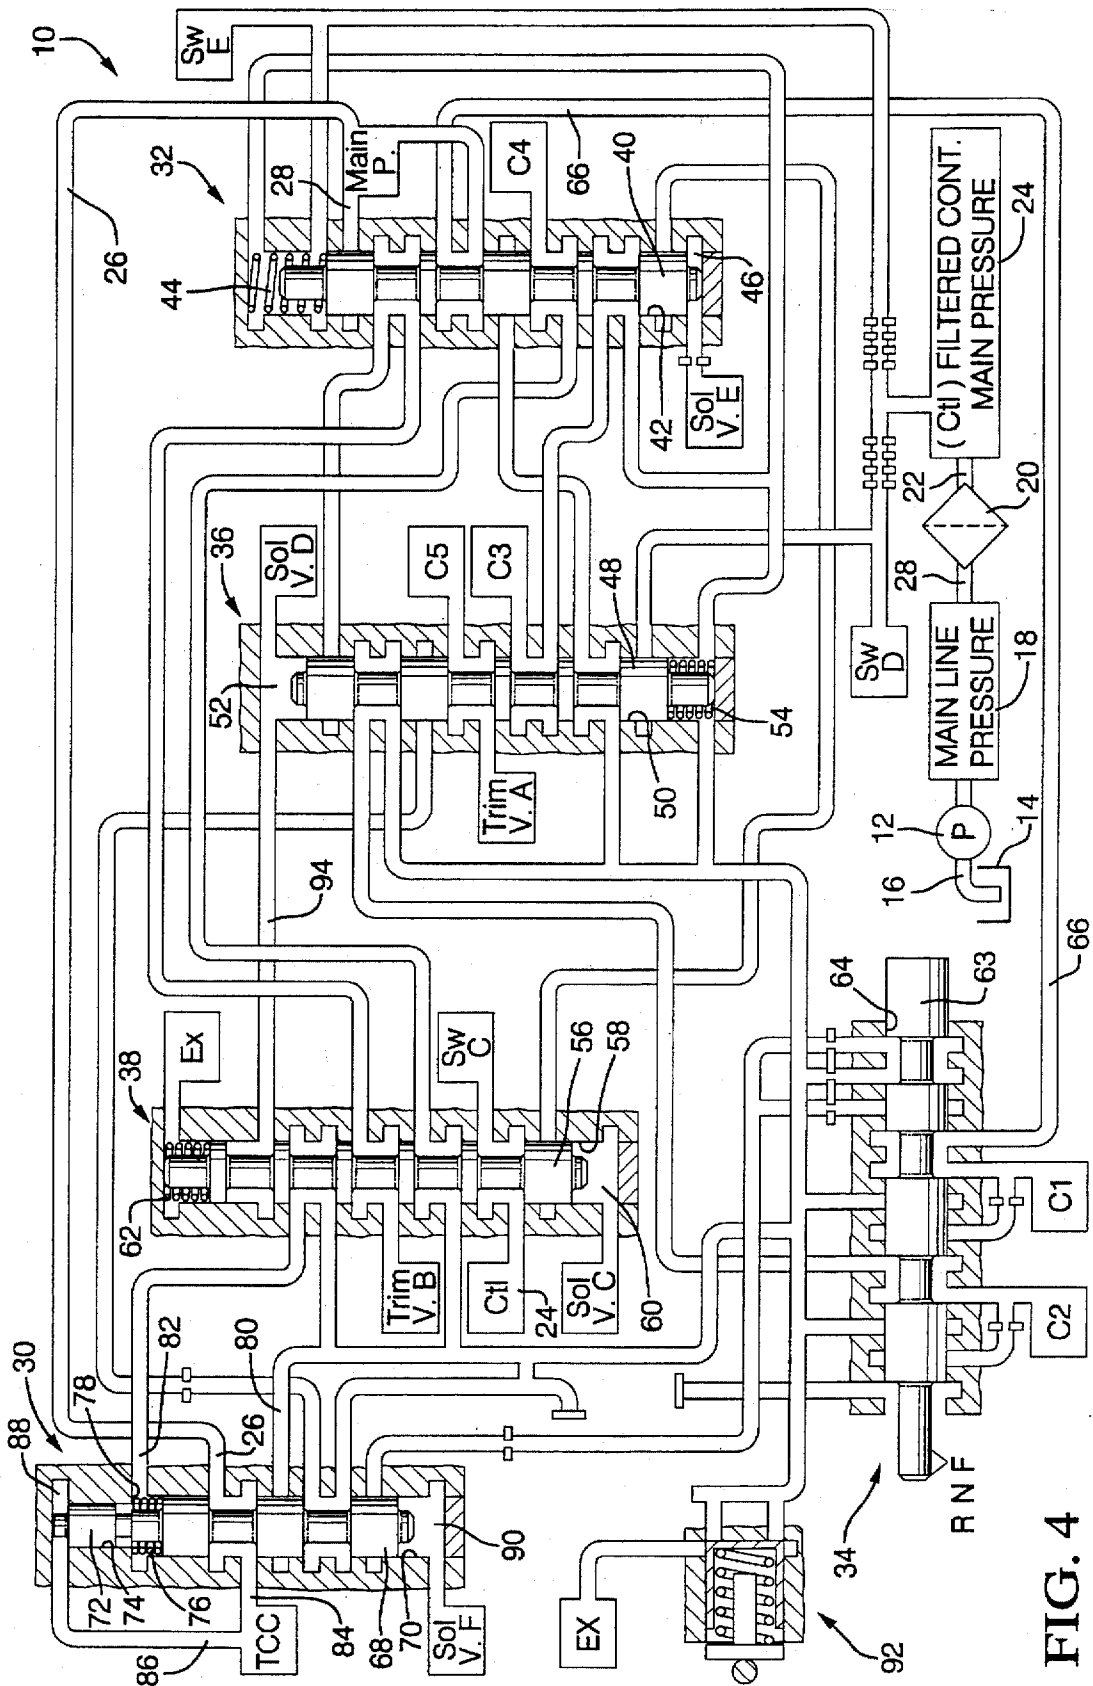 10
Sw
E
26
32
28
Main
P.
C4
66
40
44
46
42
Sol
V. E
( Ctl ) FILTERED CONT.
MAIN PRESSURE
24
22
20
28
36
Sol
V. D
C5
C3
48
52
54
50
Trim
V. A
Sw
D
MAIN LINE
PRESSURE
18
12
P
14
16
94
66
64
63
38
Ex
Sw
C
56
58
62
Trim
V. B
Ctl
24
Sol
V. C
60
C1
C2
30
88
78
82
80
26
90
72
74
76
86
TCC
84
68
70
Sol
V. F
EX
92
34
R N F
FIG. 4